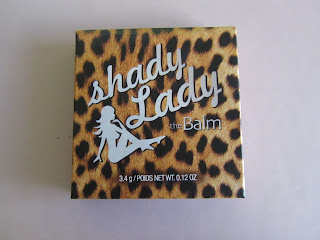 shady
Lady
theBalm
3.4 g / POIDS NET WT. 0.12 OZ